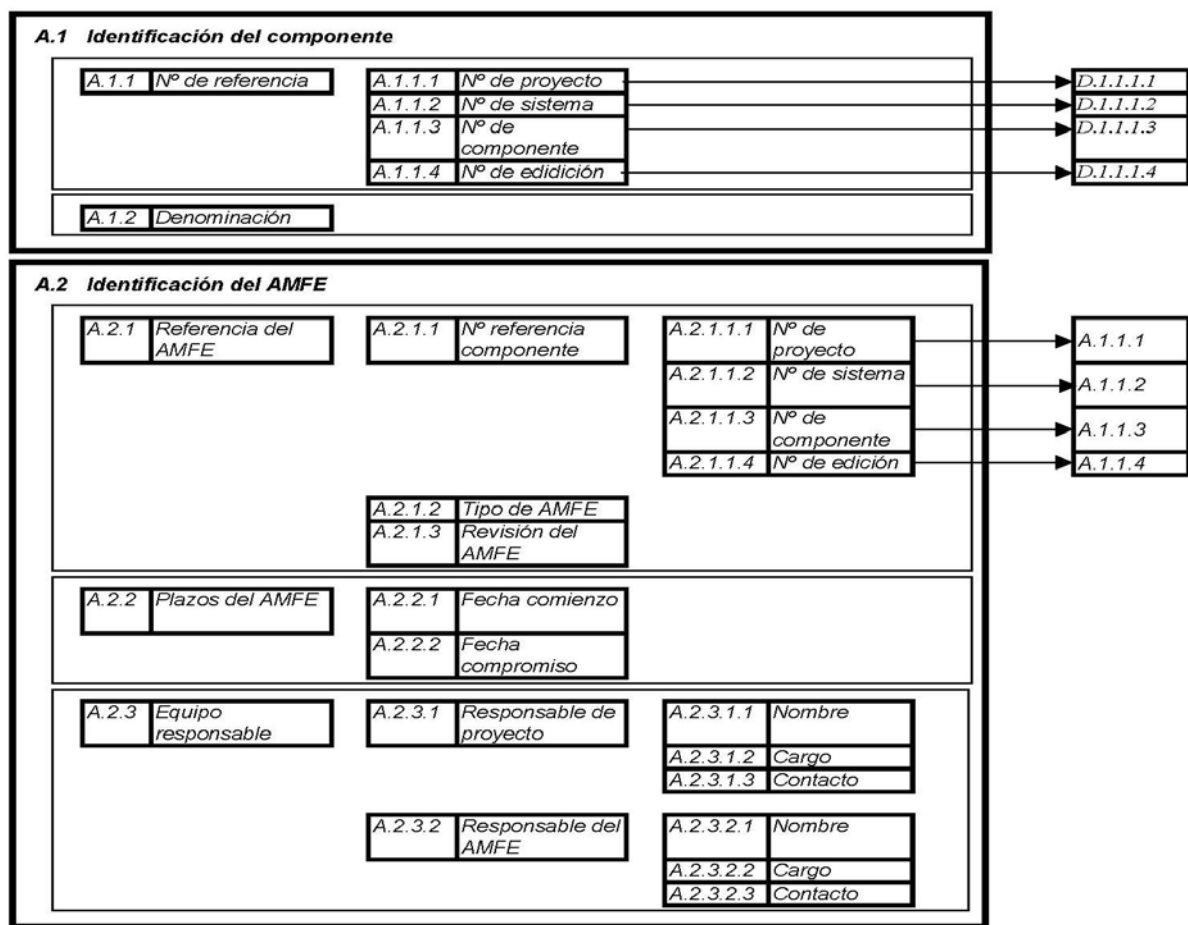 A.1 Identificación del componente
A.1.1 Nº de referencia A.1.1.1 Nº de proyecto D.1.1.1.1
A.1.1.2 Nº de sistema D.1.1.1.2
A.1.1.3 Nº de D.1.1.1.3
componente
A.1.1.4 Nº de edidición D.1.1.1.4
A.1.2 Denominación
A.2 Identificación del AMFE
A.2.1 Referencia del A.2.1.1 Nº referencia A.2.1.1.1 Nº de A.1.1.1
AMFE componente proyecto
A.2.1.1.2 Nº de sistema A.1.1.2
A.2.1.1.3 Nº de A.1.1.3
componente
A.2.1.1.4 Nº de edición A.1.1.4
A.2.1.2 Tipo de AMFE
A.2.1.3 Revisión del
AMFE
A.2.2 Plazos del AMFE A.2.2.1 Fecha comienzo
A.2.2.2 Fecha
compromiso
A.2.3 Equipo A.2.3.1 Responsable de A.2.3.1.1 Nombre
responsable proyecto
A.2.3.1.2 Cargo
A.2.3.1.3 Contacto
A.2.3.2 Responsable del A.2.3.2.1 Nombre
AMFE
A.2.3.2.2 Cargo
A.2.3.2.3 Contacto